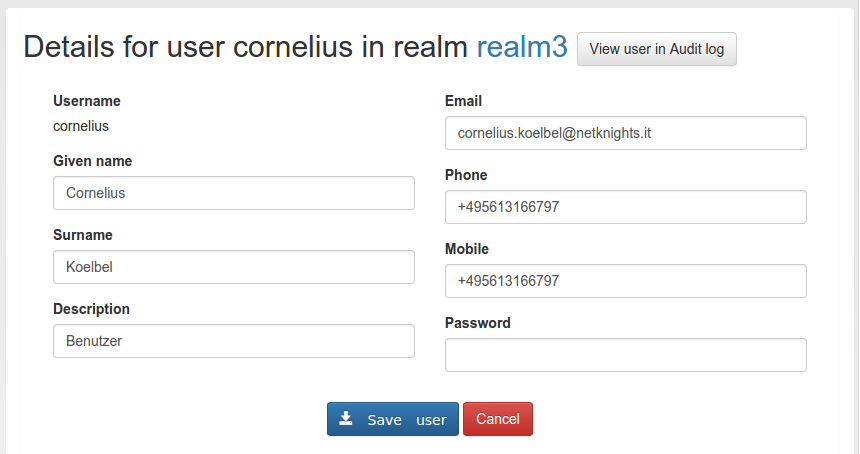 Details for user cornelius in realm realm3 View user in Audit log
Username
cornelius
Given name
Cornelius
Surname
Koelbel
Description
Benutzer
Email
cornelius.koelbel@netknights.it
Phone
+495613166797
Mobile
+495613166797
Password
Save user Cancel